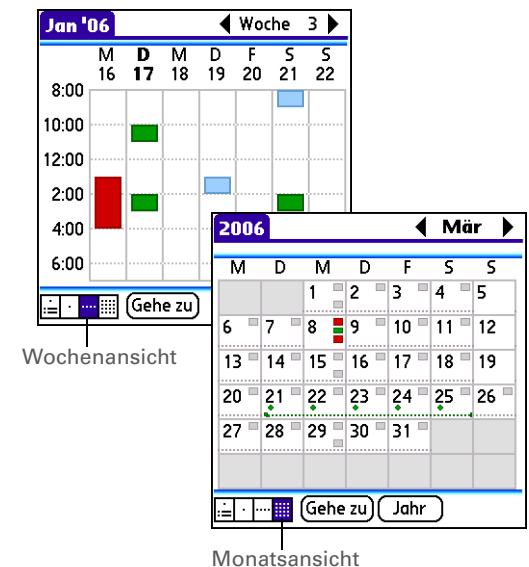 Jan '06 Woche 3
M D M D F S S
16 17 18 19 20 21 22
8:00
10:00
12:00
2:00
4:00
6:00
Gehe zu
Wochenansicht
2006 Mär
M D M D F S S
1 2 3 4 5
6 7 8 9 10 11 12
13 14 15 16 17 18 19
20 21 22 23 24 25 26
27 28 29 30 31
Gehe zu Jahr
Monatsansicht